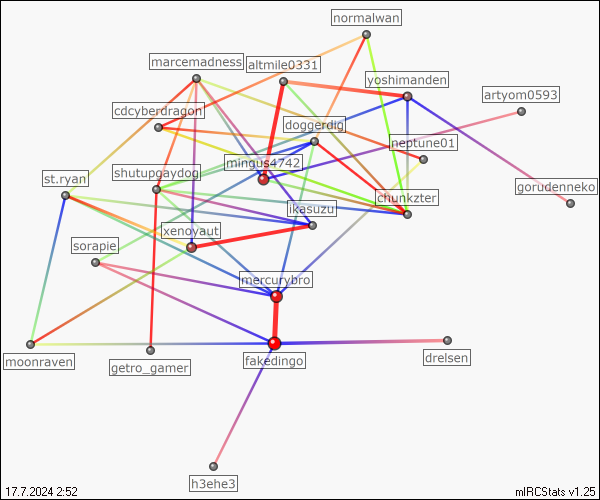 normalwan
marcemadness
altmile0331
yoshimanden
artyom0593
cdcyberdragon
doggerdig
neptune01
mingus4742
shutupgaydog
st.ryan
gorudenneko
chunkzter
ikasuzu
xenoyaut
sorapie
mercurybro
moonraven
getro_gamer
fakedingo
drelsen
h3ehe3
17.7.2024 2:52
mIRCStats v1.25